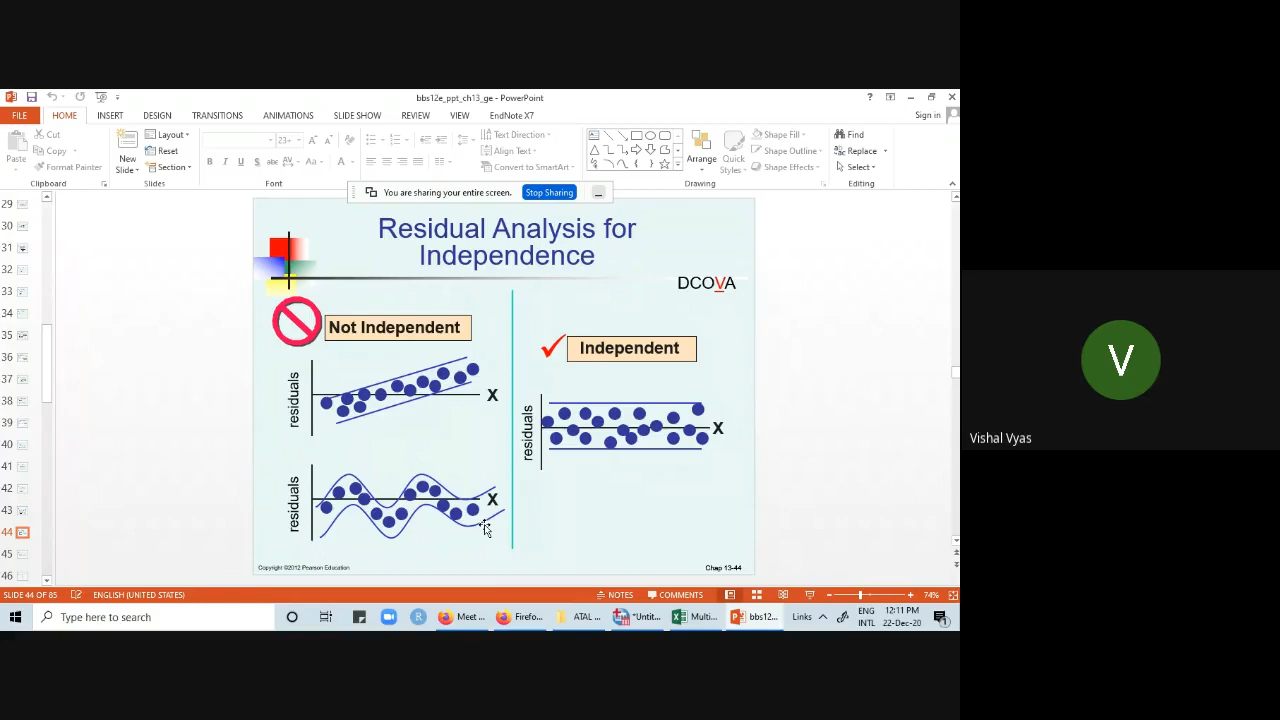 bbs12e_ppt_ch13_ge - PowerPoint
Sign in
FILE HOME INSERT DESIGN TRANSITIONS ANIMATIONS SLIDE SHOW REVIEW VIEW EndNote X7
Paste
Cut
Copy
Format Painter
Clipboard
New
Slide
Layout
Reset
Section
Slides
23+
B I U S abc AV Aa A
Font
Text Direction
Align Text
Convert to SmartArt
Arrange
Quick
Styles
Shape Fill
Shape Outline
Shape Effects
Drawing
Find
Replace
Select
Editing
You are sharing your entire screen. Stop Sharing
29
30
31
32
33
34
35
36
37
38
39
40
41
42
43
44
45
46
Residual Analysis for
Independence
DCOVA
Not Independent
Independent
residuals
X
residuals
X
residuals
X
Copyright ©2012 Pearson Education
Chap 13-44
SLIDE 44 OF 85 ENGLISH (UNITED STATES) NOTES COMMENTS 74%
Type here to search
R
Meet ...
Firefo...
ATAL ...
*Untit...
Multi...
bbs12...
Links
ENG
INTL
12:11 PM
22-Dec-20
1
V
Vishal Vyas